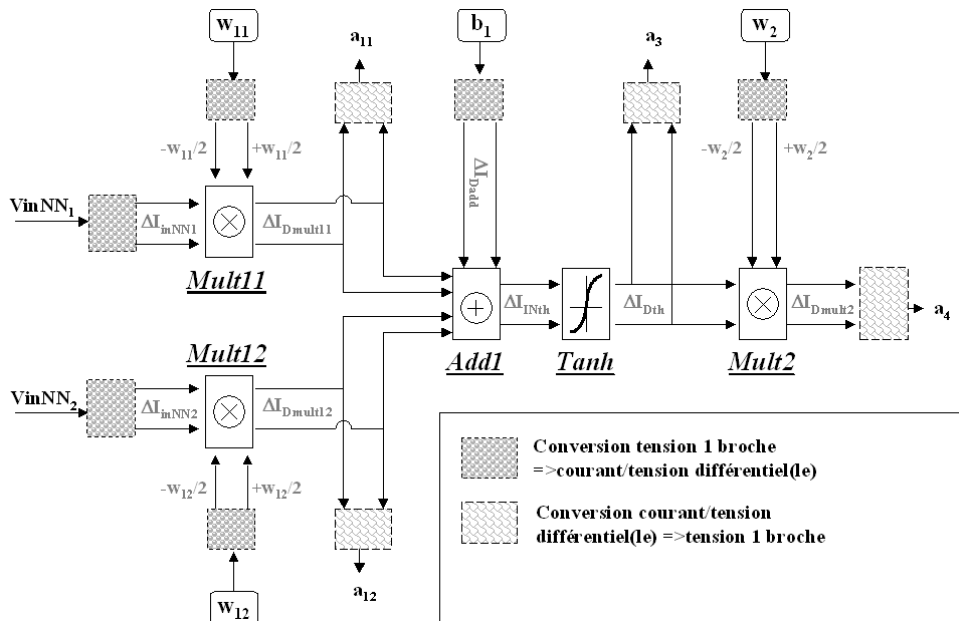 w11
b1
w2
a11
a3
-w11/2
+w11/2
ΔIDadd
-w2/2
+w2/2
VinNN1
ΔIinNN1
ΔIDmult11
Mult11
ΔIINth
ΔIDth
ΔIDmult2
a4
Add1
Tanh
Mult2
Mult12
VinNN2
ΔIinNN2
ΔIDmult12
-w12/2
+w12/2
a12
w12
Conversion tension 1 broche
=>courant/tension différentiel(le)
Conversion courant/tension
différentiel(le) =>tension 1 broche